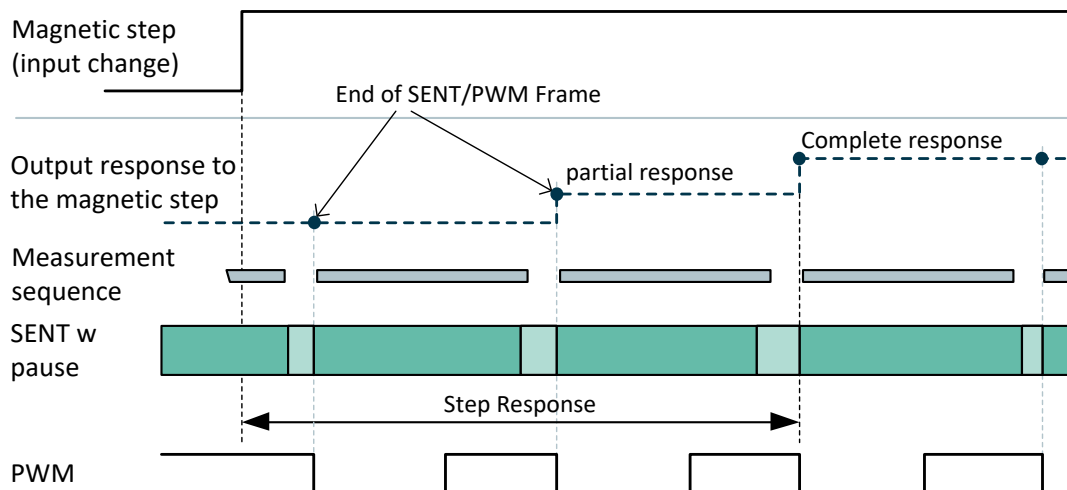 Magnetic step
(input change)
End of SENT/PWM Frame
Complete response
Output response to
the magnetic step
partial response
Measurement
sequence
SENT w
pause
Step Response
PWM